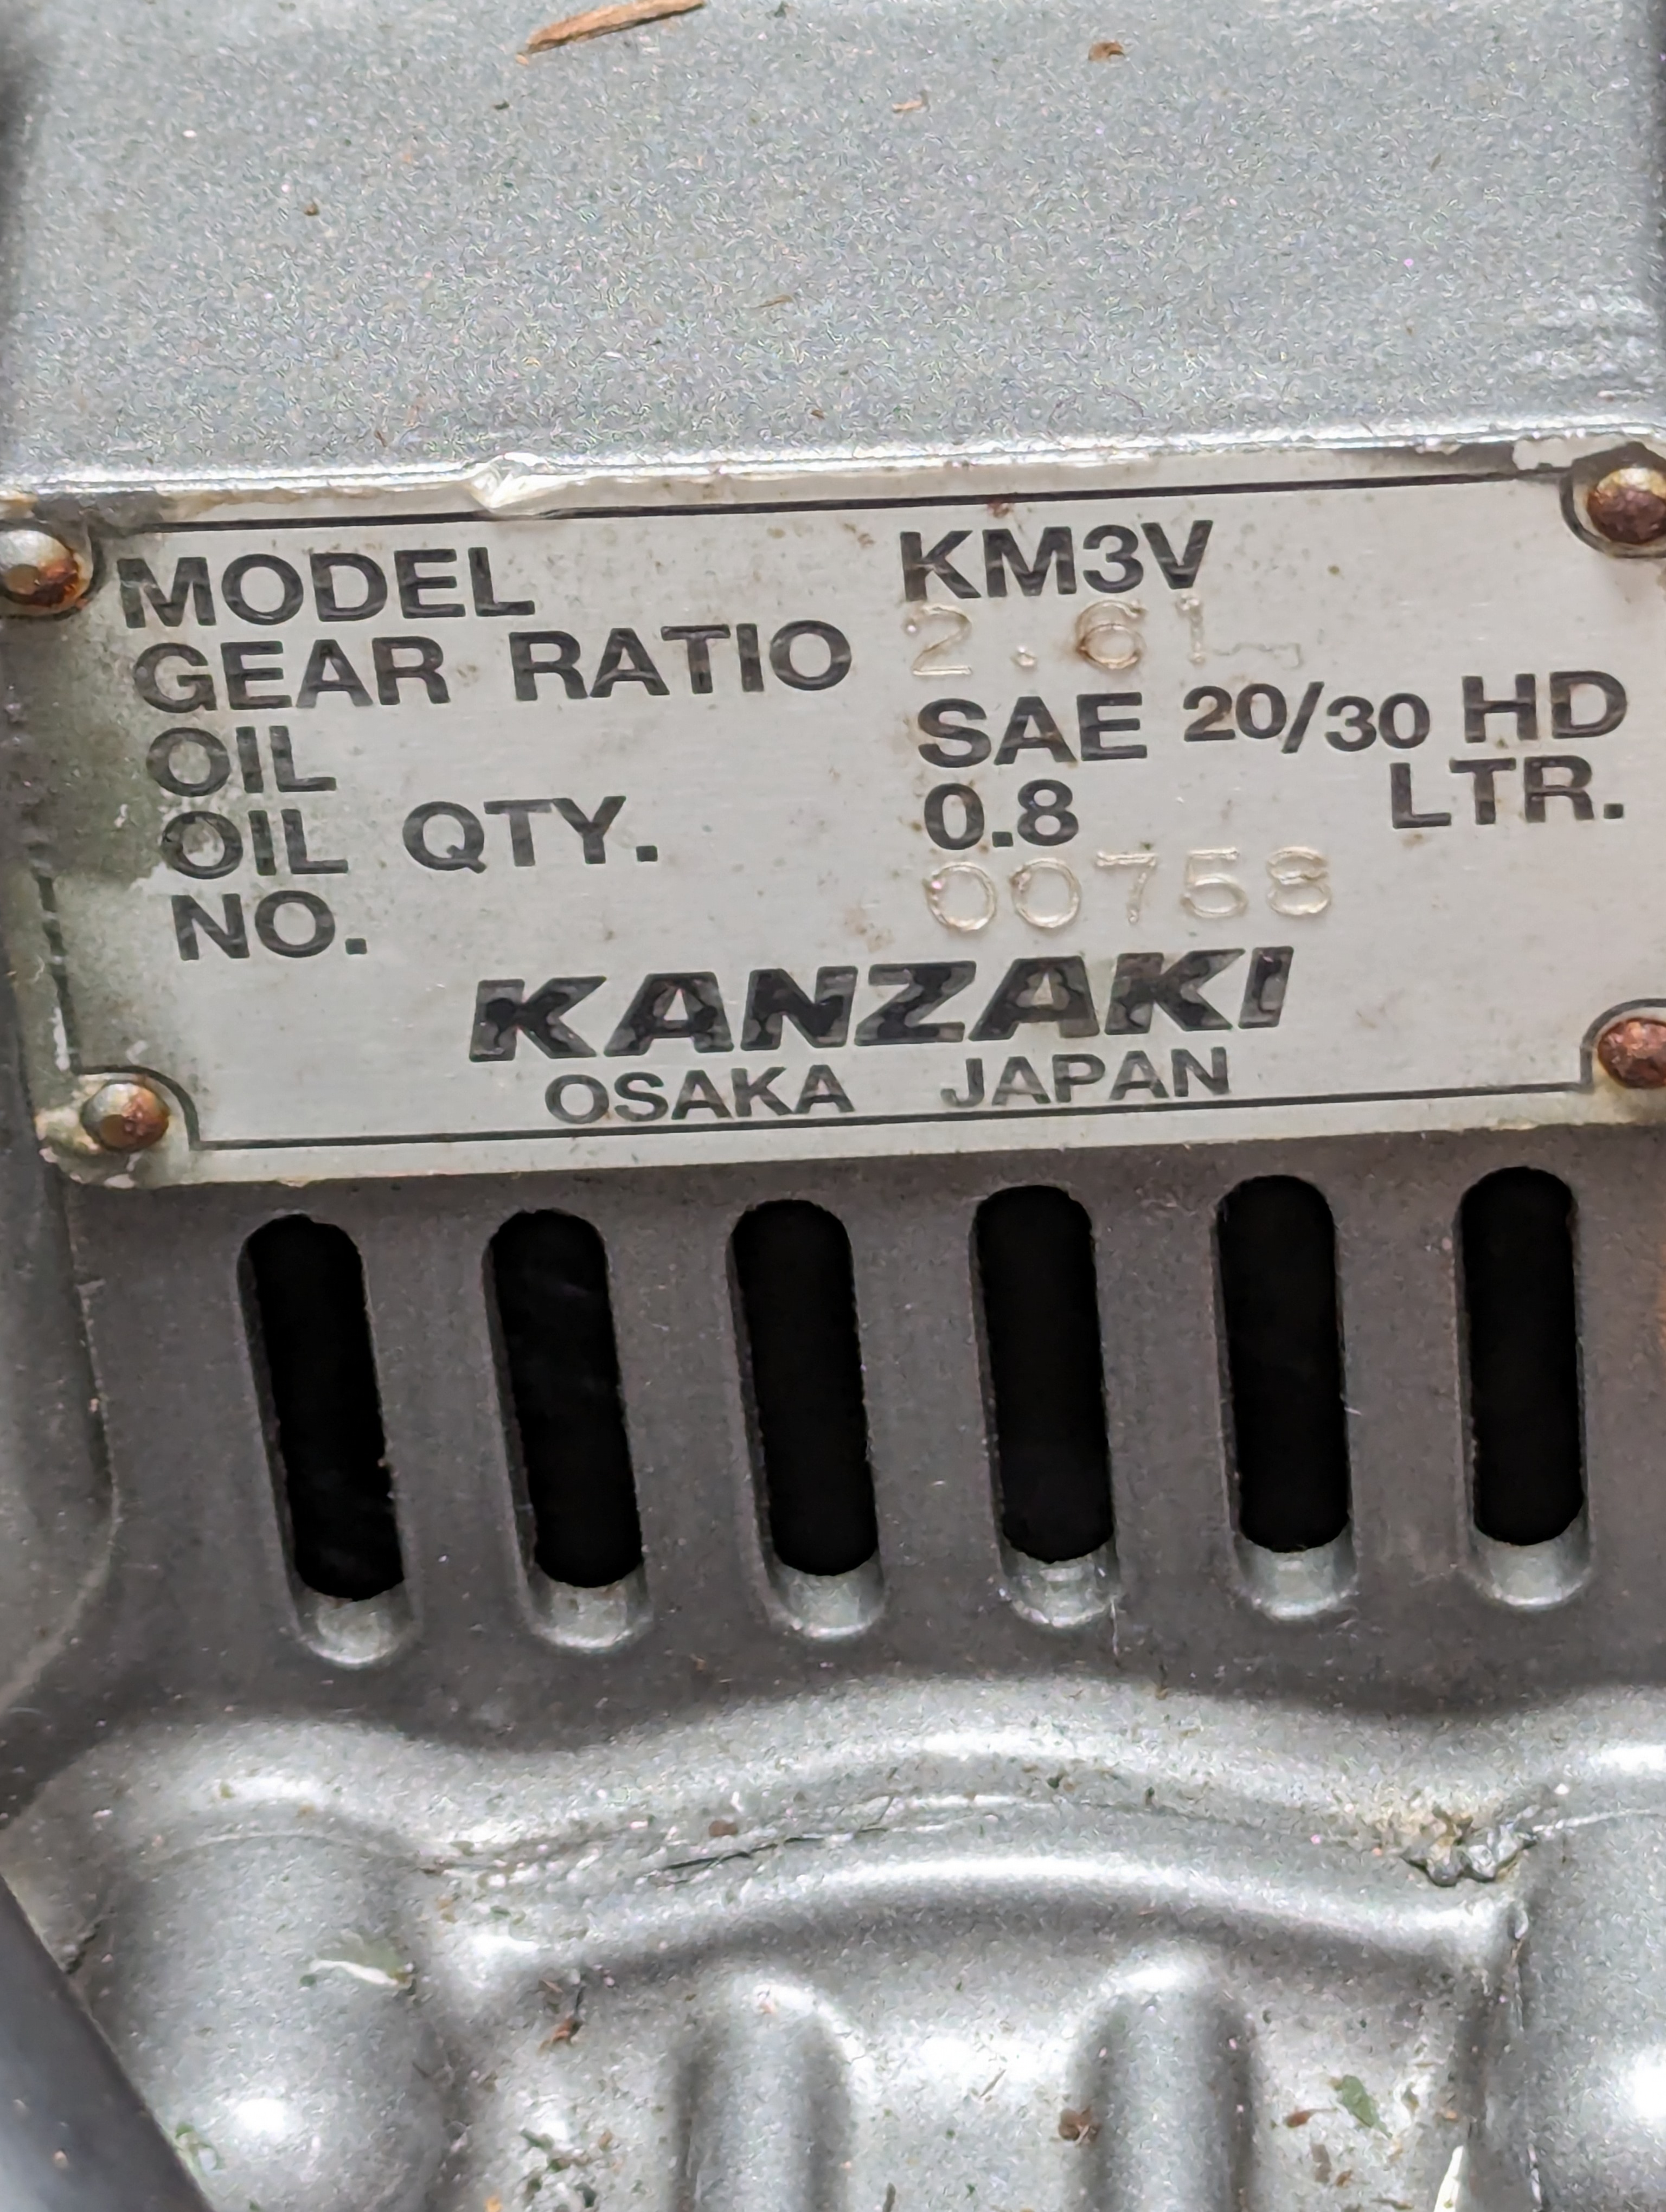 MODEL KM3V
GEAR RATIO 2.61
OIL SAE 20/30 HD
OIL QTY. 0.8 LTR.
NO. 00758
KANZAKI
OSAKA JAPAN